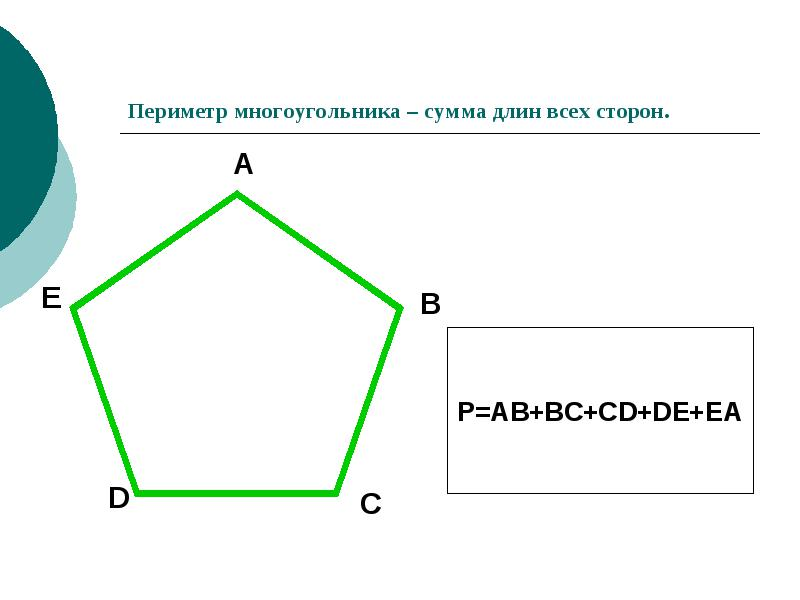 Периметр многоугольника – сумма длин всех сторон.
A
E
B
P=AB+BC+CD+DE+EA
D
C